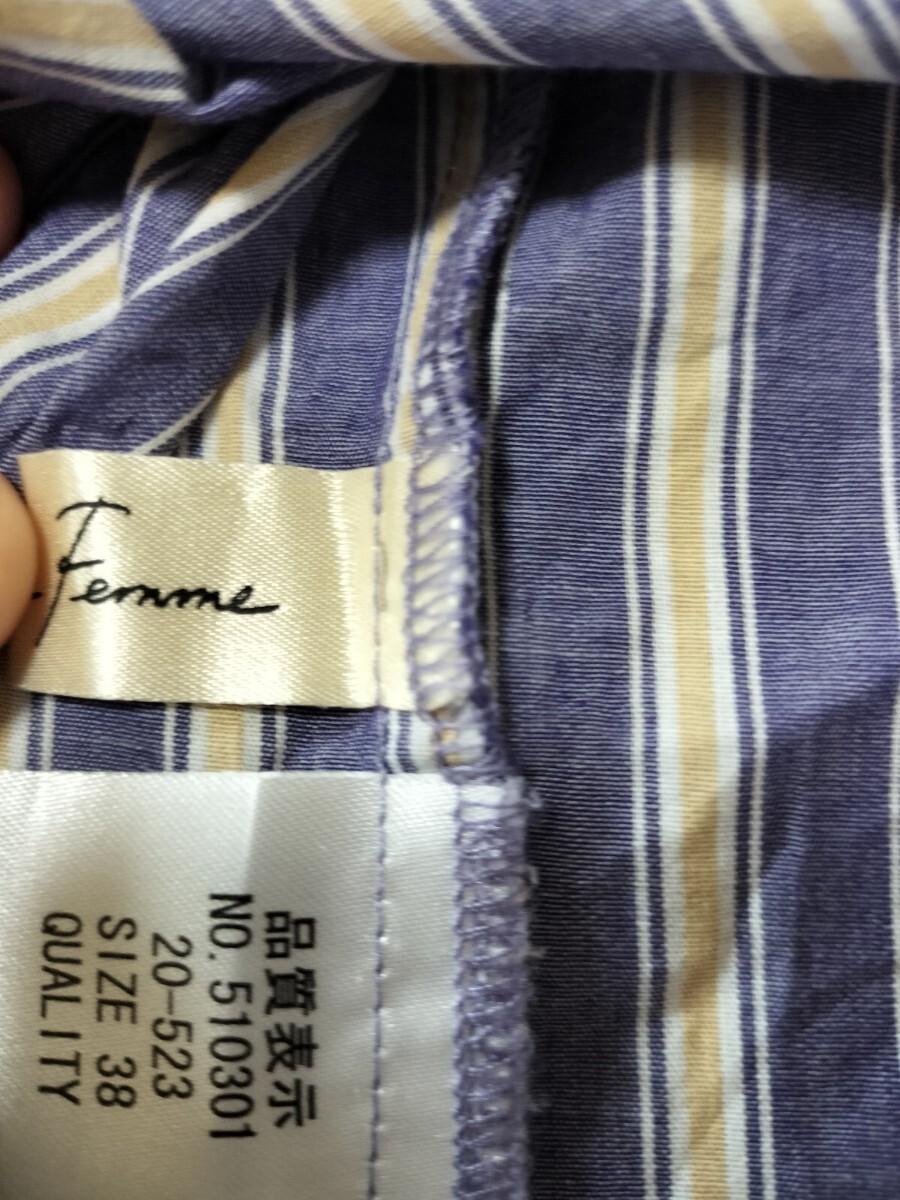 Femme
品質表示
NO. 510301
20-523
SIZE 38
QUALITY